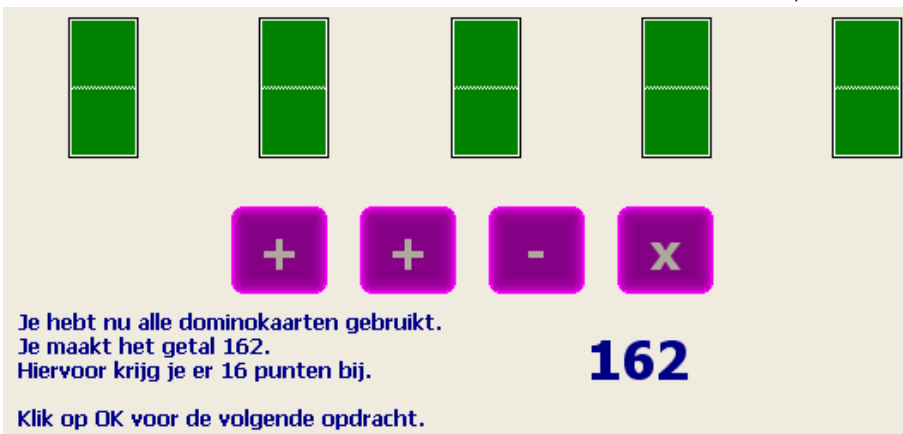 + + - x
Je hebt nu alle dominokaarten gebruikt.
Je maakt het getal 162.
Hiervoor krijg je er 16 punten bij.
162
Klik op OK voor de volgende opdracht.